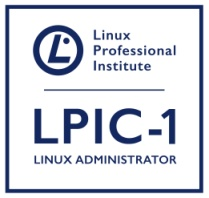 Linux
Professional
Institute
LPIC-1
LINUX ADMINISTRATOR